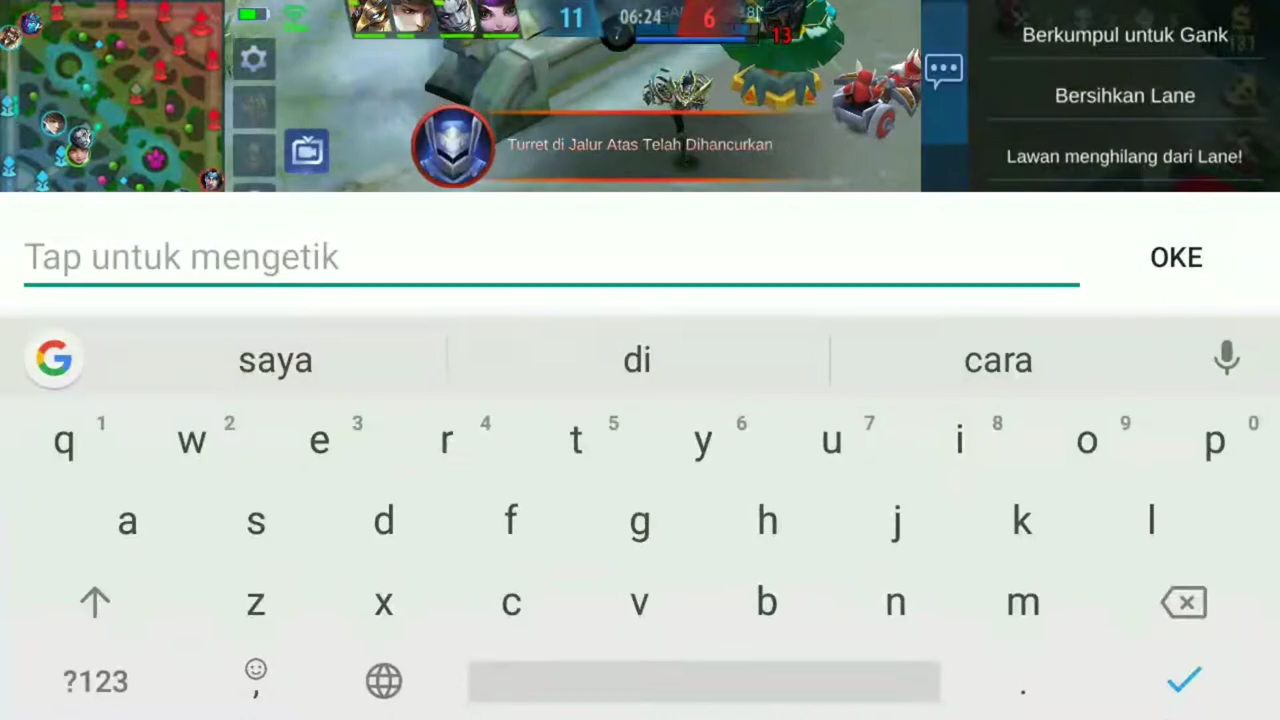 11 06:24 6
7
13
Berkumpul untuk Gank
Bersihkan Lane
Lawan menghilang dari Lane!
Turret di Jalur Atas Telah Dihancurkan
Tap untuk mengetik OKE
G saya di cara
q 1 w 2 e 3 r 4 t 5 y 6 u 7 i 8 o 9 p 0
a s d f g h j k l
z x c v b n m
?123 , .